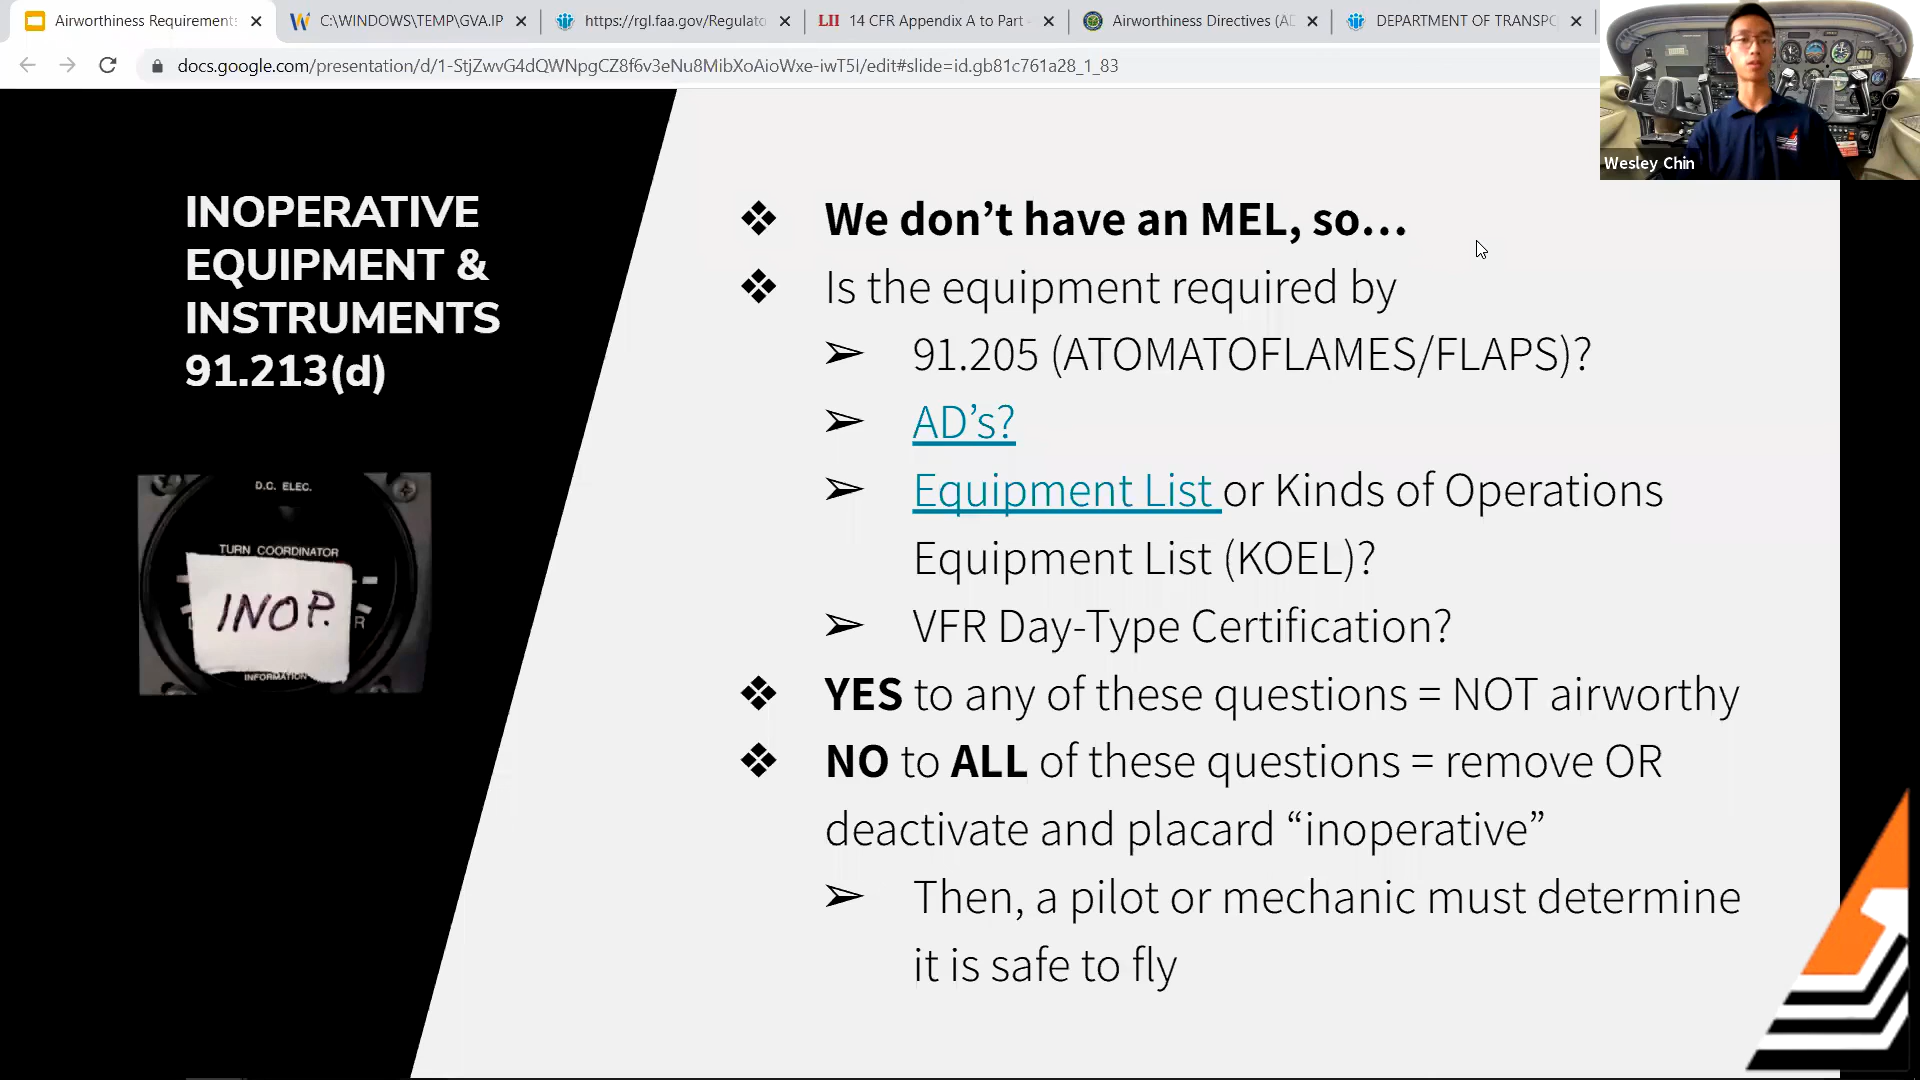 Airworthiness Requirement
C:\WINDOWS\TEMP\GVA.IP
https://rgl.faa.gov/Regulato
LII 14 CFR Appendix A to Part
Airworthiness Directives (AD
DEPARTMENT OF TRANSPO
docs.google.com/presentation/d/1-StjZwvG4dQWNpgCZ8f6v3eNu8MibXoAioWxe-iwT5I/edit#slide=id.gb81c761a28_1_83
Wesley Chin
INOPERATIVE
EQUIPMENT &
INSTRUMENTS
91.213(d)
D.C. ELEC.
TURN COORDINATOR
INOP.
R
INFORMATION
❖ We don’t have an MEL, so…
❖ Is the equipment required by
➢ 91.205 (ATOMATOFLAMES/FLAPS)?
➢ AD’s?
➢ Equipment List or Kinds of Operations
Equipment List (KOEL)?
➢ VFR Day-Type Certification?
❖ YES to any of these questions = NOT airworthy
❖ NO to ALL of these questions = remove OR
deactivate and placard “inoperative”
➢ Then, a pilot or mechanic must determine
it is safe to fly